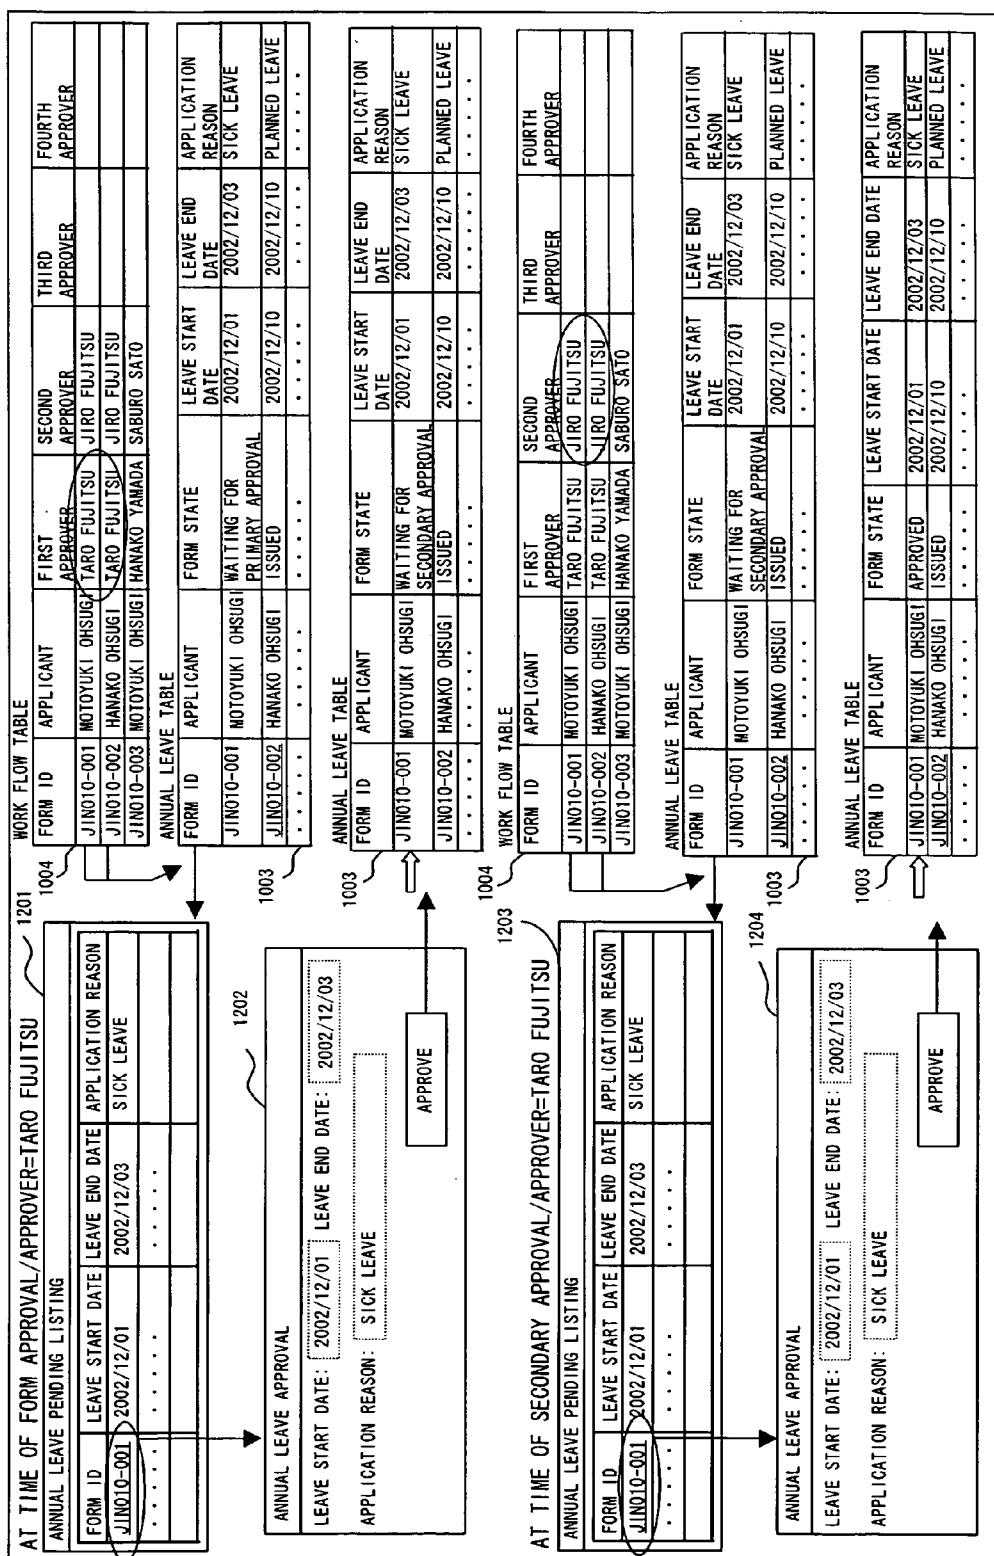 AT TIME OF FORM APPROVAL/APPROVER=TARO FUJITSU
1201
ANNUAL LEAVE PENDING LISTING
FORM ID LEAVE START DATE LEAVE END DATE APPLICATION REASON
JIN010-001 2002/12/01 2002/12/03 SICK LEAVE
. . . . . . . . . . . . . . .
1202
ANNUAL LEAVE APPROVAL
LEAVE START DATE: 2002/12/01 LEAVE END DATE: 2002/12/03
APPLICATION REASON: SICK LEAVE
APPROVE
WORK FLOW TABLE
FORM ID APPLICANT FIRST APPROVER SECOND APPROVER THIRD APPROVER FOURTH APPROVER
JIN010-001 MOTOYUKI OHSUGI TARO FUJITSU JIRO FUJITSU
JIN010-002 HANAKO OHSUGI TARO FUJITSU JIRO FUJITSU
JIN010-003 MOTOYUKI OHSUGI HANAKO YAMADA SABURO SATO
1004
ANNUAL LEAVE TABLE
FORM ID APPLICANT FORM STATE LEAVE START DATE LEAVE END DATE APPLICATION REASON
JIN010-001 MOTOYUKI OHSUGI WAITING FOR PRIMARY APPROVAL 2002/12/01 2002/12/03 SICK LEAVE
JIN010-002 HANAKO OHSUGI ISSUED 2002/12/10 2002/12/10 PLANNED LEAVE
. . . . . . . . . . . . . . . . . . . . . . . . . . . . . .
1003
ANNUAL LEAVE TABLE
FORM ID APPLICANT FORM STATE LEAVE START DATE LEAVE END DATE APPLICATION REASON
JIN010-001 MOTOYUKI OHSUGI WAITING FOR SECONDARY APPROVAL 2002/12/01 2002/12/03 SICK LEAVE
JIN010-002 HANAKO OHSUGI ISSUED 2002/12/10 2002/12/10 PLANNED LEAVE
. . . . . . . . . . . . . . . . . . . . . . . . . . . . . .
1003
AT TIME OF SECONDARY APPROVAL/APPROVER=TARO FUJITSU
1203
ANNUAL LEAVE PENDING LISTING
FORM ID LEAVE START DATE LEAVE END DATE APPLICATION REASON
JIN010-001 2002/12/01 2002/12/03 SICK LEAVE
. . . . . . . . . . . . . . .
1204
ANNUAL LEAVE APPROVAL
LEAVE START DATE: 2002/12/01 LEAVE END DATE: 2002/12/03
APPLICATION REASON: SICK LEAVE
APPROVE
WORK FLOW TABLE
FORM ID APPLICANT FIRST APPROVER SECOND APPROVER THIRD APPROVER FOURTH APPROVER
JIN010-001 MOTOYUKI OHSUGI TARO FUJITSU JIRO FUJITSU
JIN010-002 HANAKO OHSUGI TARO FUJITSU JIRO FUJITSU
JIN010-003 MOTOYUKI OHSUGI HANAKO YAMADA SABURO SATO
1004
ANNUAL LEAVE TABLE
FORM ID APPLICANT FORM STATE LEAVE START DATE LEAVE END DATE APPLICATION REASON
JIN010-001 MOTOYUKI OHSUGI WAITING FOR SECONDARY APPROVAL 2002/12/01 2002/12/03 SICK LEAVE
JIN010-002 HANAKO OHSUGI ISSUED 2002/12/10 2002/12/10 PLANNED LEAVE
. . . . . . . . . . . . . . . . . . . . . . . . . . . . . .
1003
ANNUAL LEAVE TABLE
FORM ID APPLICANT FORM STATE LEAVE START DATE LEAVE END DATE APPLICATION REASON
JIN010-001 MOTOYUKI OHSUGI APPROVED 2002/12/01 2002/12/03 SICK LEAVE
JIN010-002 HANAKO OHSUGI ISSUED 2002/12/10 2002/12/10 PLANNED LEAVE
. . . . . . . . . . . . . . . . . . . . . . . . . . . . . .
1003